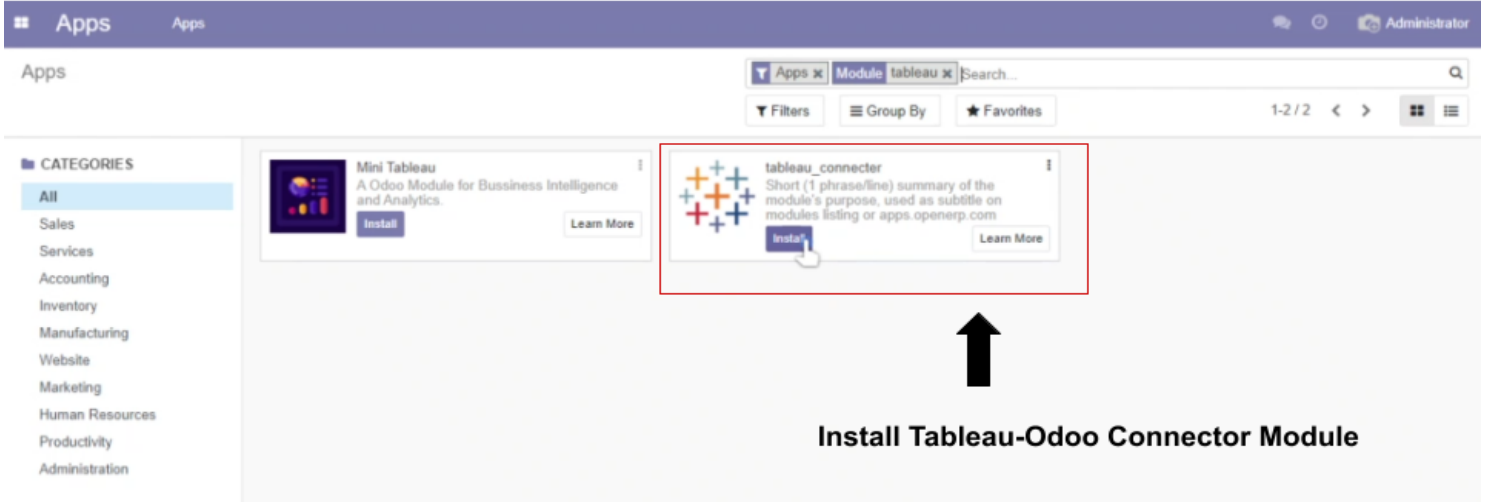 Apps Apps Administrator
Apps
Apps Module tableau Search...
Filters Group By Favorites 1-2 / 2
CATEGORIES
All
Sales
Services
Accounting
Inventory
Manufacturing
Website
Marketing
Human Resources
Productivity
Administration
Mini Tableau
A Odoo Module for Bussiness Intelligence
and Analytics.
Install Learn More
tableau_connecter
Short (1 phrase/line) summary of the
module's purpose, used as subtitle on
modules listing or apps.openerp.com
Install Learn More
Install Tableau-Odoo Connector Module